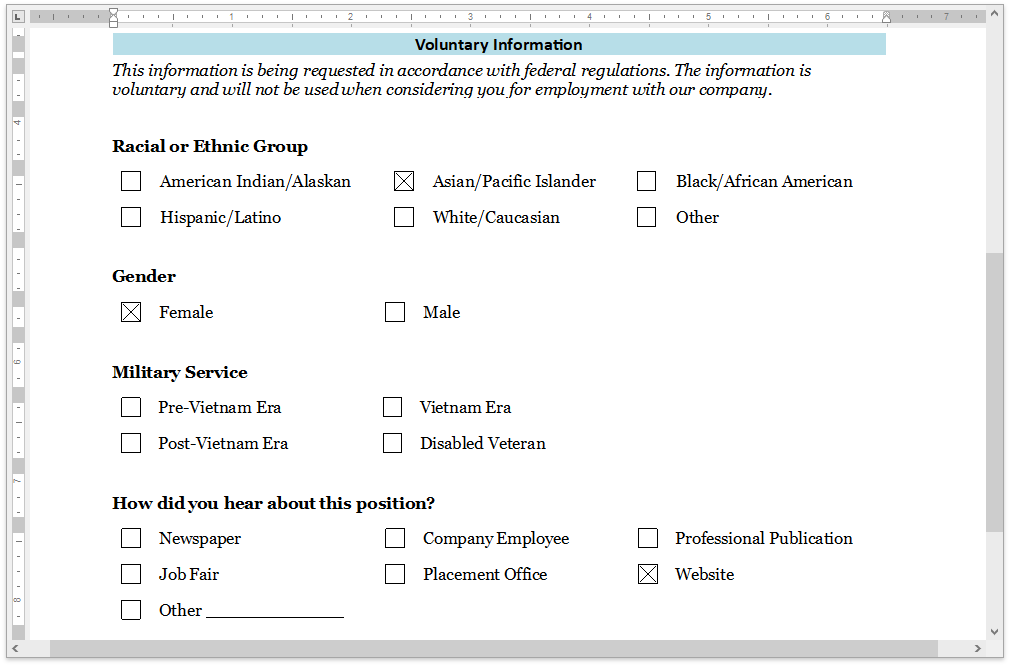 1 2 3 4 5 6 7
Voluntary Information
This information is being requested in accordance with federal regulations. The information is
voluntary and will not be used when considering you for employment with our company.
4
Racial or Ethnic Group
American Indian/Alaskan Asian/Pacific Islander Black/African American
Hispanic/Latino White/Caucasian Other
Gender
Female Male
6
Military Service
Pre-Vietnam Era Vietnam Era
Post-Vietnam Era Disabled Veteran
7
How did you hear about this position?
Newspaper Company Employee Professional Publication
Job Fair Placement Office Website
8
Other _______________